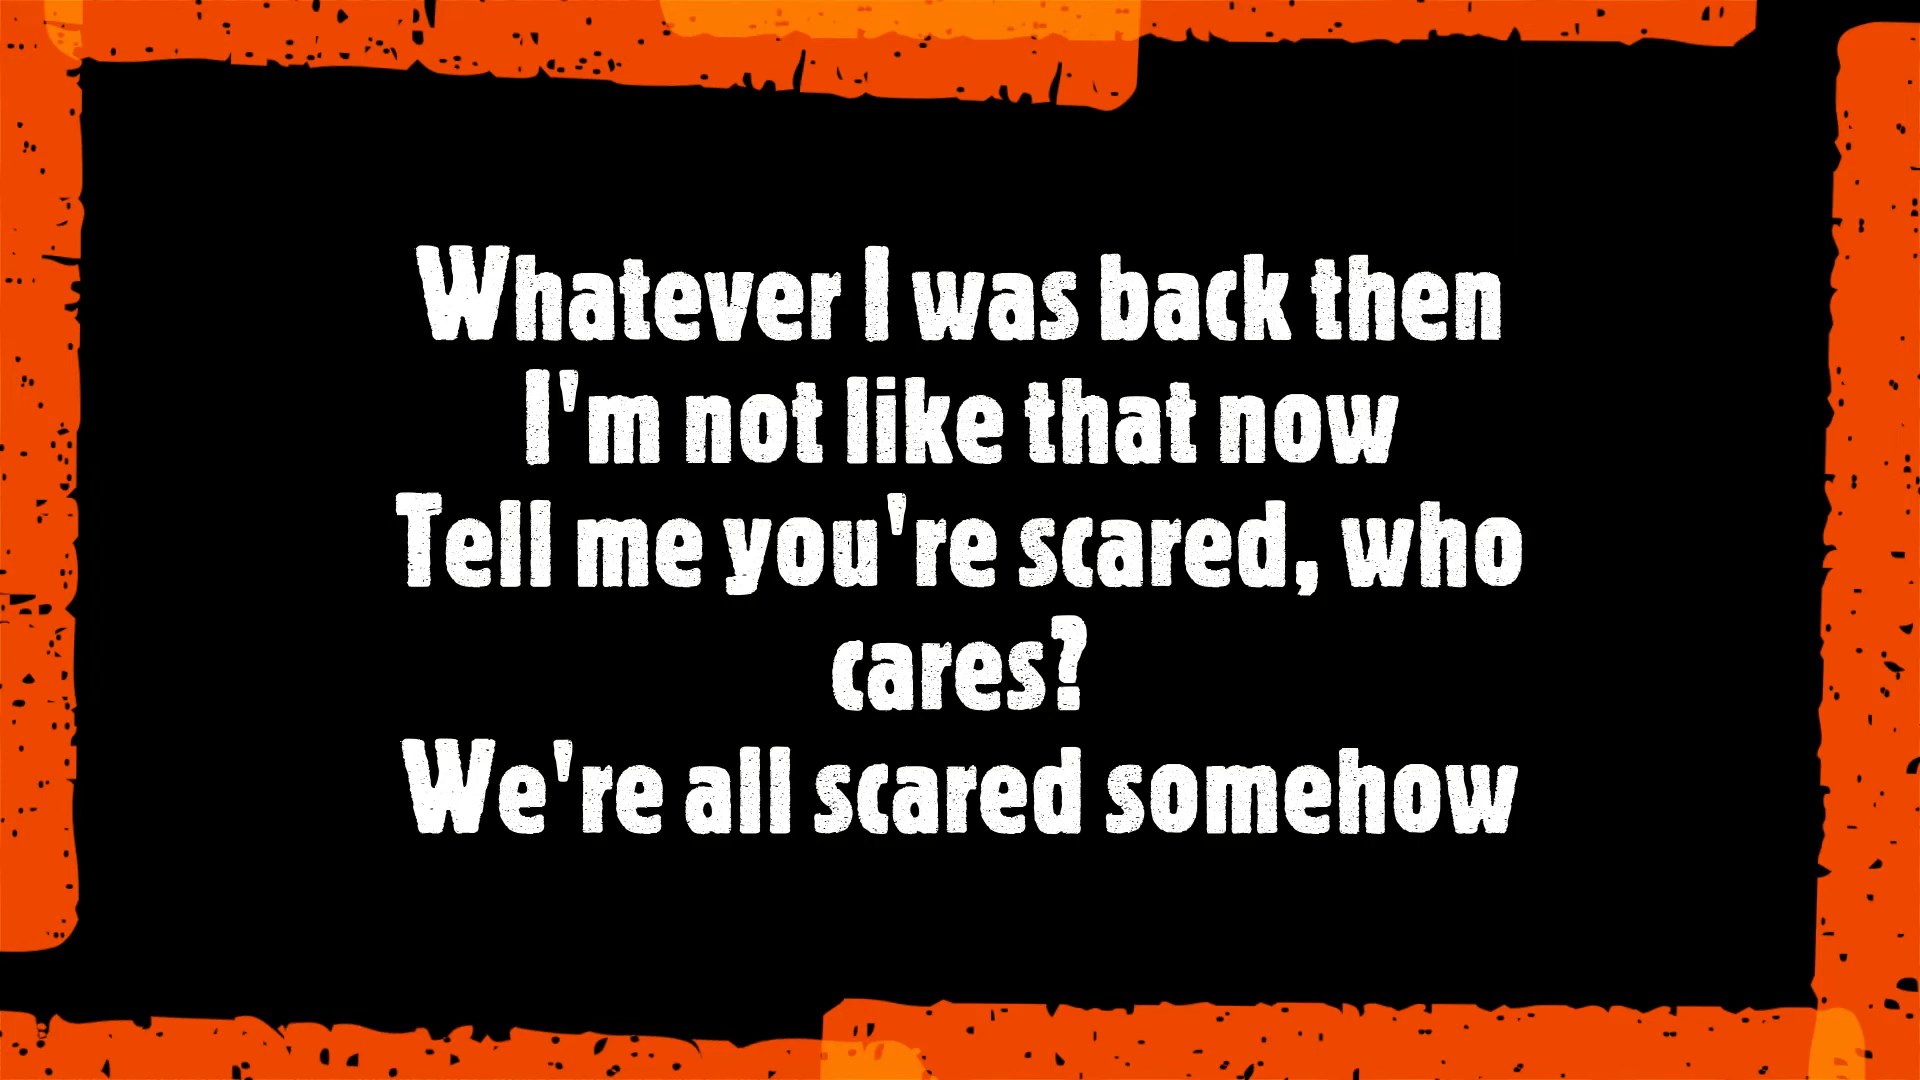 Whatever I was back then
I'm not like that now
Tell me you're scared, who
cares?
We're all scared somehow